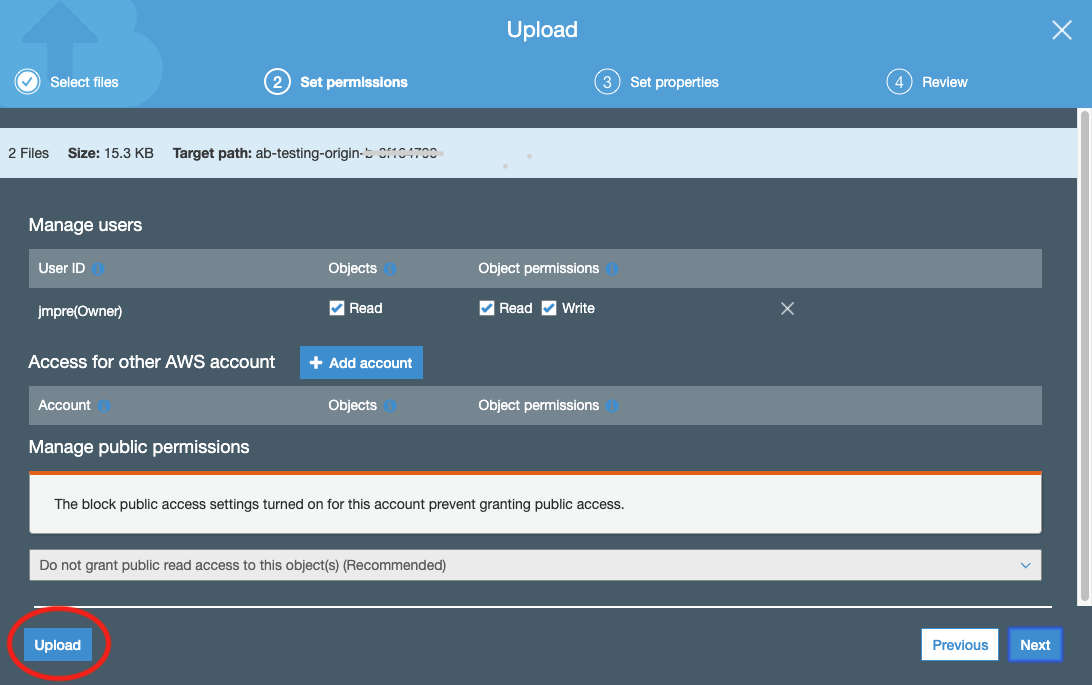 Upload
Select files
2 Set permissions
3 Set properties
4 Review
2 Files Size: 15.3 KB Target path: ab-testing-origin-
Manage users
User ID Objects Object permissions
jmpre(Owner) Read Read Write
Access for other AWS account + Add account
Account Objects Object permissions
Manage public permissions
The block public access settings turned on for this account prevent granting public access.
Do not grant public read access to this object(s) (Recommended)
Upload Previous Next